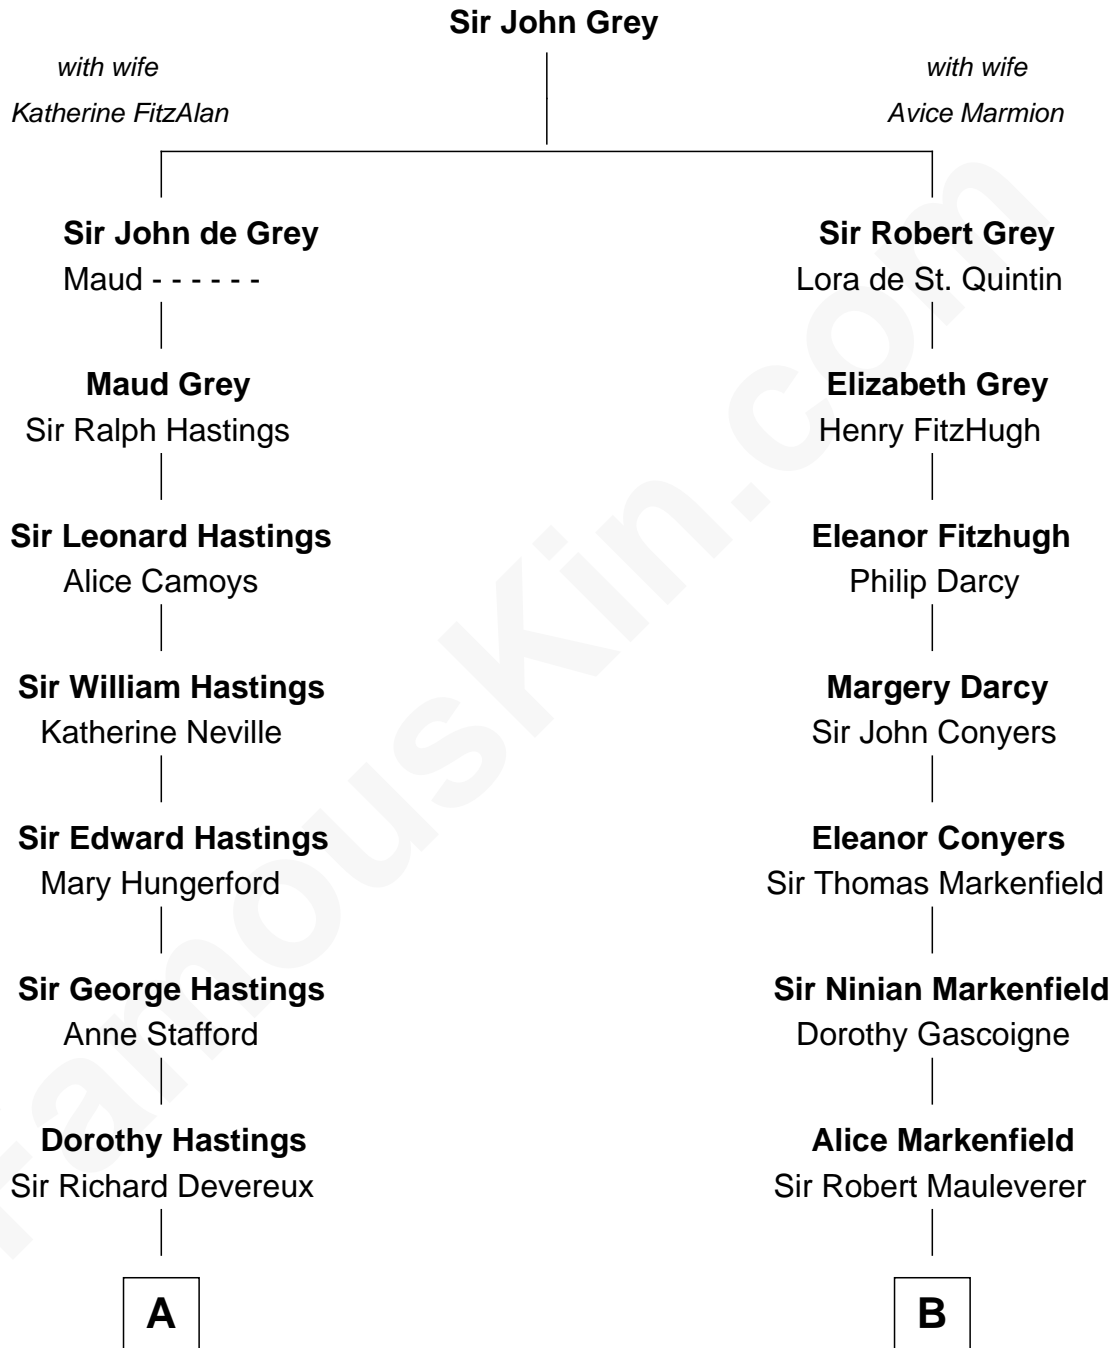 Sir John Grey
with wife
Katherine FitzAlan
with wife
Avice Marmion
Sir John de Grey
Maud - - - - - -
Sir Robert Grey
Lora de St. Quintin
Maud Grey
Sir Ralph Hastings
Elizabeth Grey
Henry FitzHugh
Sir Leonard Hastings
Alice Camoys
Eleanor Fitzhugh
Philip Darcy
Sir William Hastings
Katherine Neville
Margery Darcy
Sir John Conyers
Sir Edward Hastings
Mary Hungerford
Eleanor Conyers
Sir Thomas Markenfield
Sir George Hastings
Anne Stafford
Sir Ninian Markenfield
Dorothy Gascoigne
Dorothy Hastings
Sir Richard Devereux
Alice Markenfield
Sir Robert Mauleverer
A
B
FamousKin.com